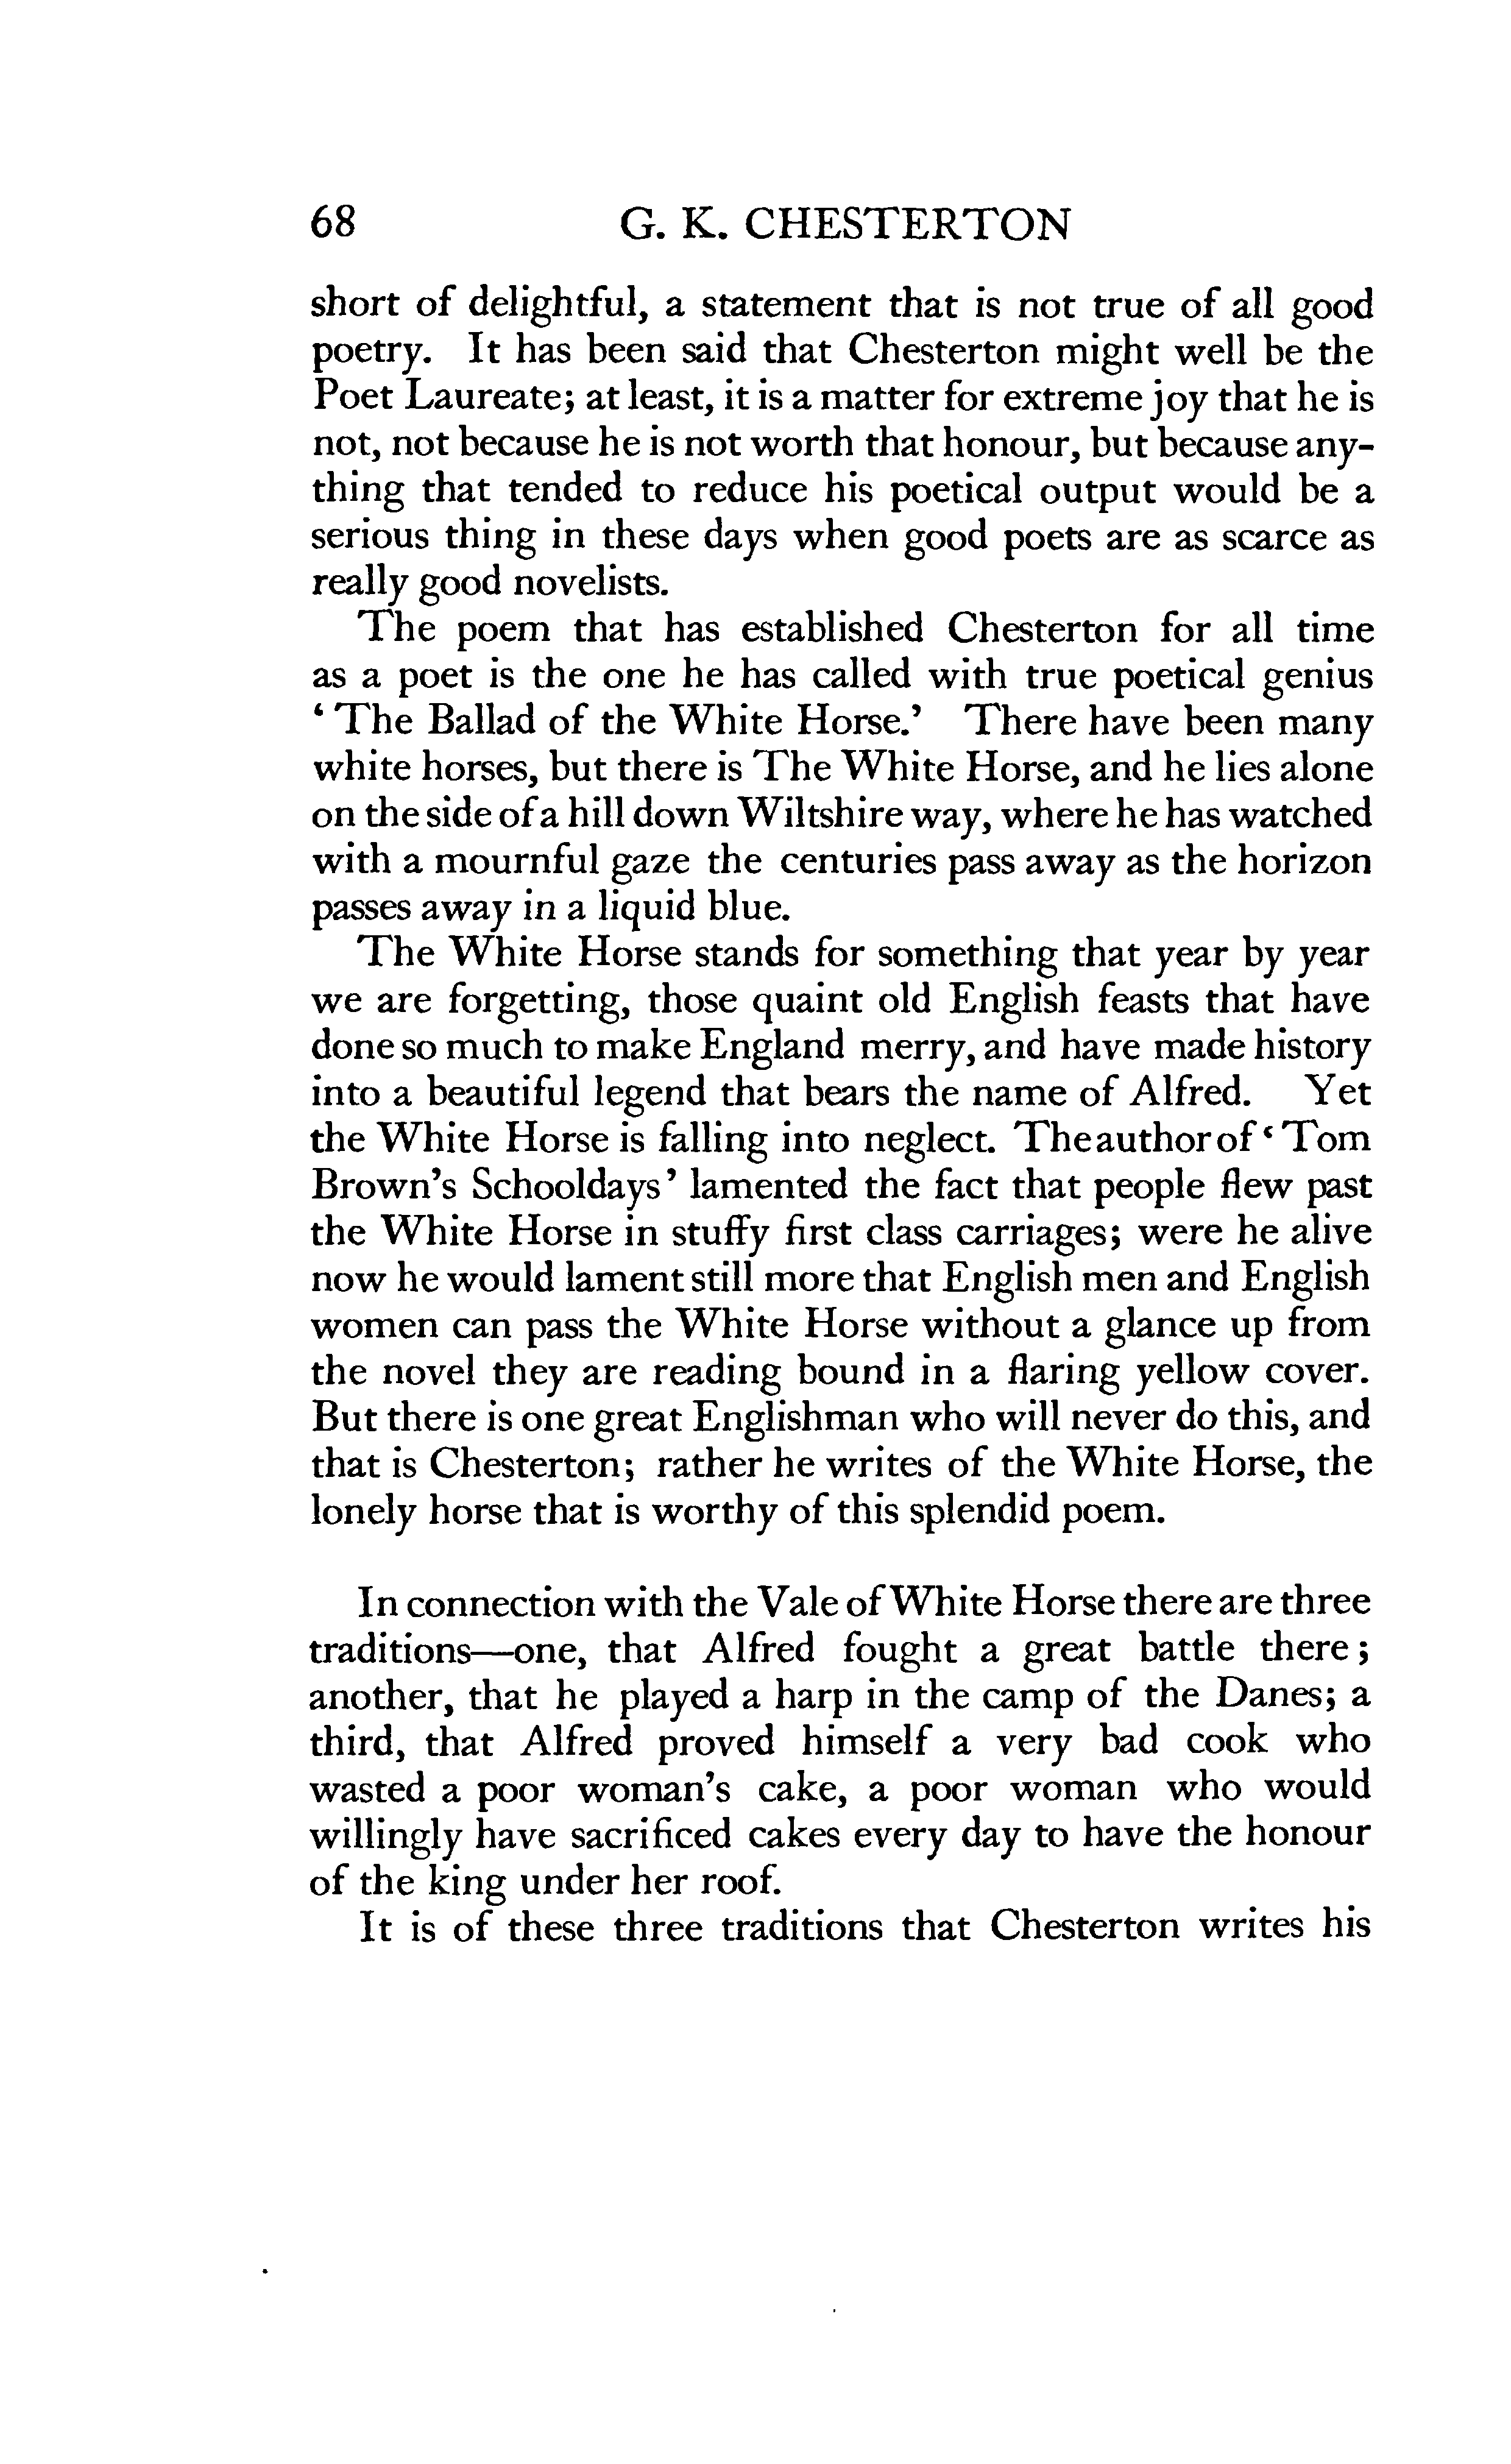 68 G. K. CHESTERTON
short of delightful, a statement that is not true of all good
poetry. It has been said that Chesterton might well be the
Poet Laureate; at least, it is a matter for extreme joy that he is
not, not because he is not worth that honour, but because any-
thing that tended to reduce his poetical output would be a
serious thing in these days when good poets are as scarce as
really good novelists.
The poem that has established Chesterton for all time
as a poet is the one he has called with true poetical genius
‘The Ballad of the White Horse.’ There have been many
white horses, but there is The White Horse, and he lies alone
on the side of a hill down Wiltshire way, where he has watched
with a mournful gaze the centuries pass away as the horizon
passes away in a liquid blue.
The White Horse stands for something that year by year
we are forgetting, those quaint old English feasts that have
done so much to make England merry, and have made history
into a beautiful legend that bears the name of Alfred. Yet
the White Horse is falling into neglect. The author of ‘Tom
Brown's Schooldays’ lamented the fact that people flew past
the White Horse in stuffy first class carriages; were he alive
now he would lament still more that English men and English
women can pass the White Horse without a glance up from
the novel they are reading bound in a flaring yellow cover.
But there is one great Englishman who will never do this, and
that is Chesterton; rather he writes of the White Horse, the
lonely horse that is worthy of this splendid poem.
In connection with the Vale of White Horse there are three
traditions—one, that Alfred fought a great battle there;
another, that he played a harp in the camp of the Danes; a
third, that Alfred proved himself a very bad cook who
wasted a poor woman's cake, a poor woman who would
willingly have sacrificed cakes every day to have the honour
of the king under her roof.
It is of these three traditions that Chesterton writes his